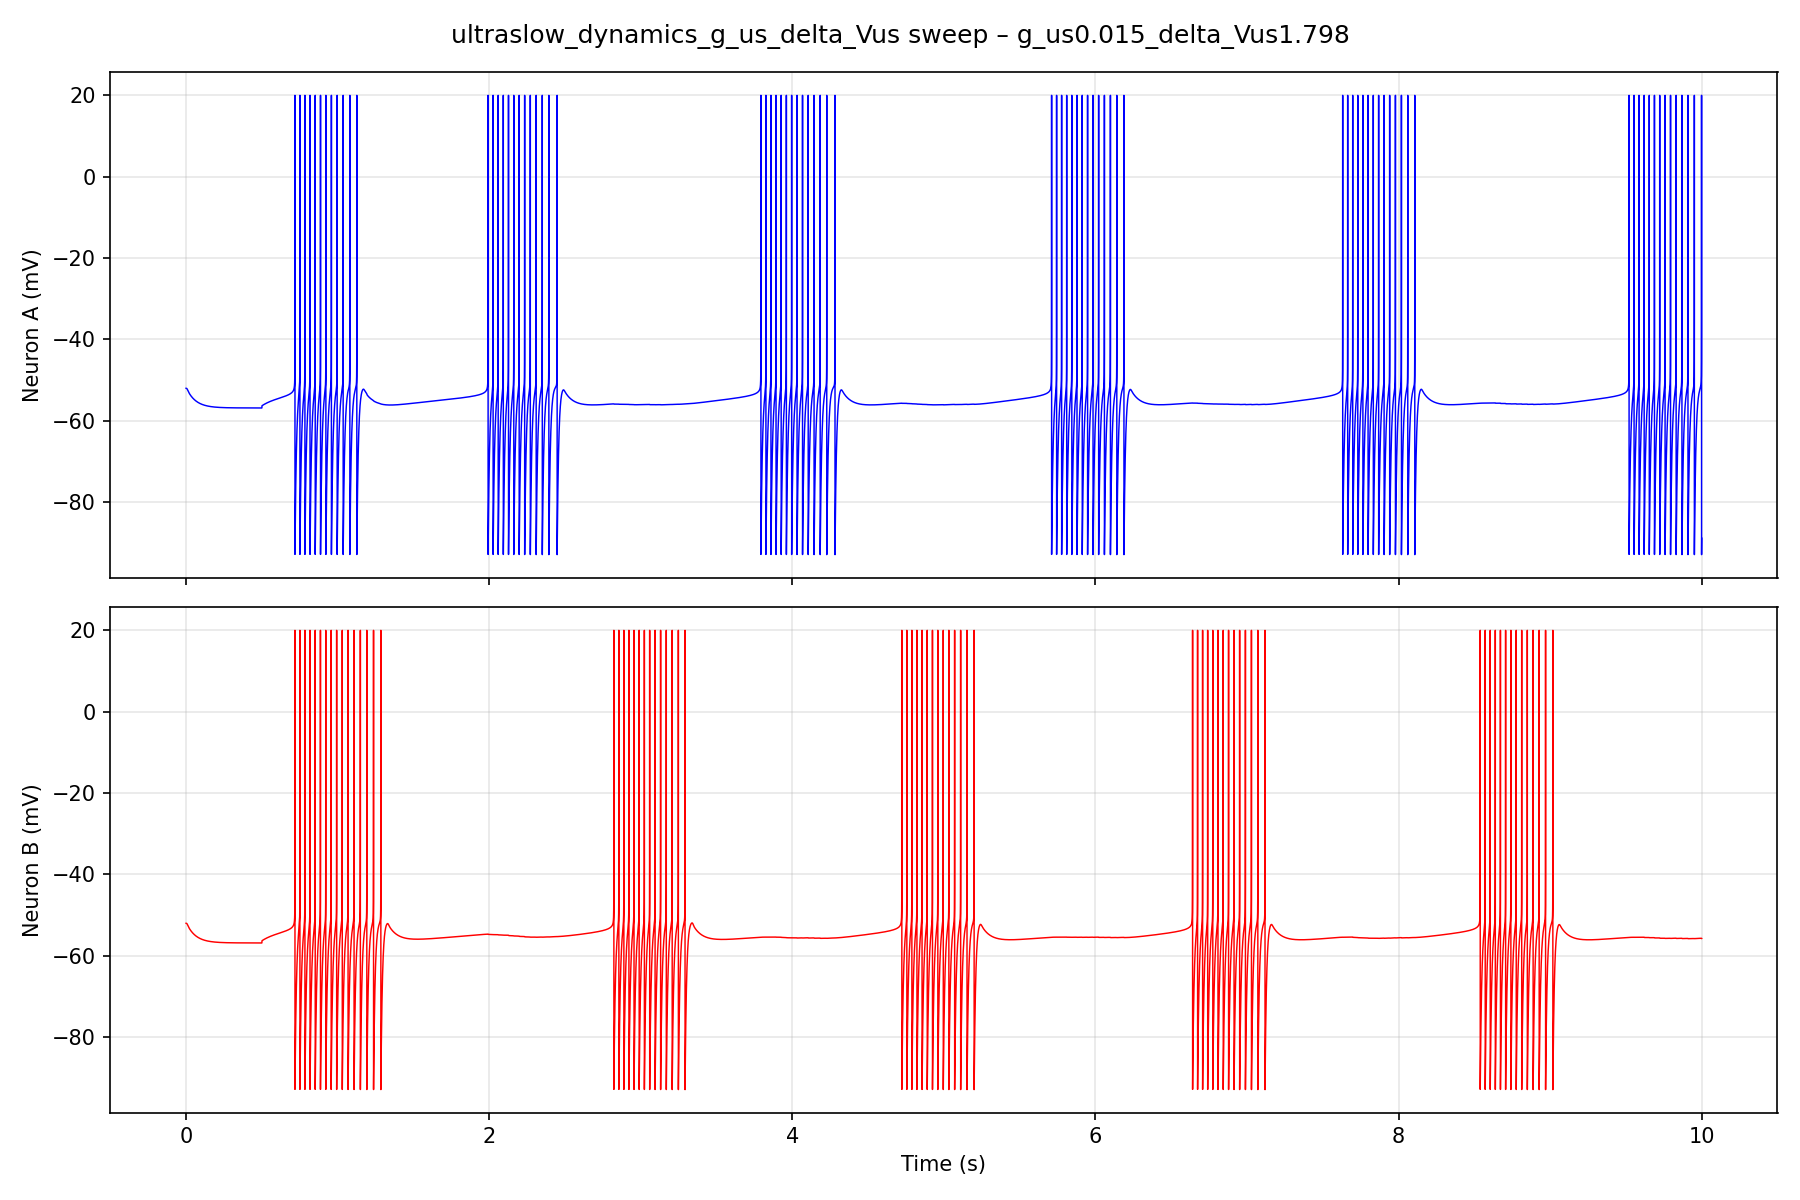 ultraslow_dynamics_g_us_delta_Vus sweep – g_us0.015_delta_Vus1.798
20
0
−20
−40
−60
−80
Neuron A (mV)
20
0
−20
−40
−60
−80
Neuron B (mV)
0 2 4 6 8 10
Time (s)